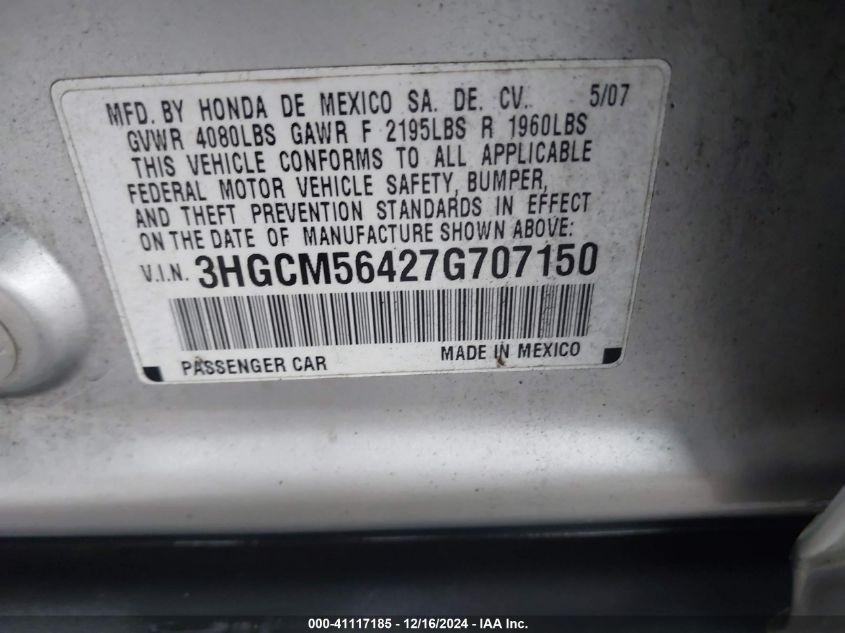 MFD. BY HONDA DE MEXICO SA. DE. CV. 5/07
GVWR 4080LBS GAWR F 2195LBS R 1960LBS
THIS VEHICLE CONFORMS TO ALL APPLICABLE
FEDERAL MOTOR VEHICLE SAFETY, BUMPER,
AND THEFT PREVENTION STANDARDS IN EFFECT
ON THE DATE OF MANUFACTURE SHOWN ABOVE:
V.I.N. 3HGCM56427G707150
PASSENGER CAR MADE IN MEXICO
000-41117185 - 12/16/2024 - IAA Inc.